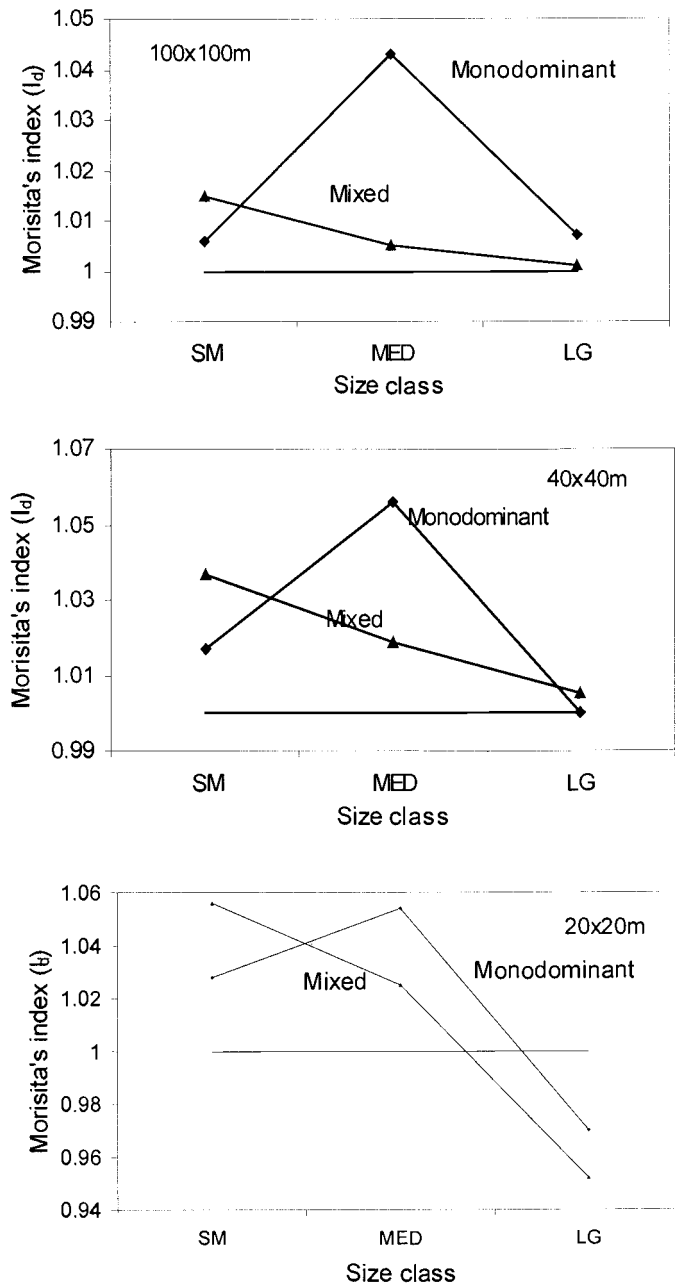 1.05
100x100m
1.04
Monodominant
1.03
1.02
Mixed
1.01
1
0.99
Morisita's index (Id)
SM MED LG
Size class
1.07
40x40m
1.05
Monodominant
1.03
Mixed
1.01
0.99
Morisita's index (Id)
SM MED LG
Size class
1.06
20x20m
1.04
Monodominant
Mixed
1.02
1
0.98
0.96
0.94
Morisita's index (Id)
SM MED LG
Size class